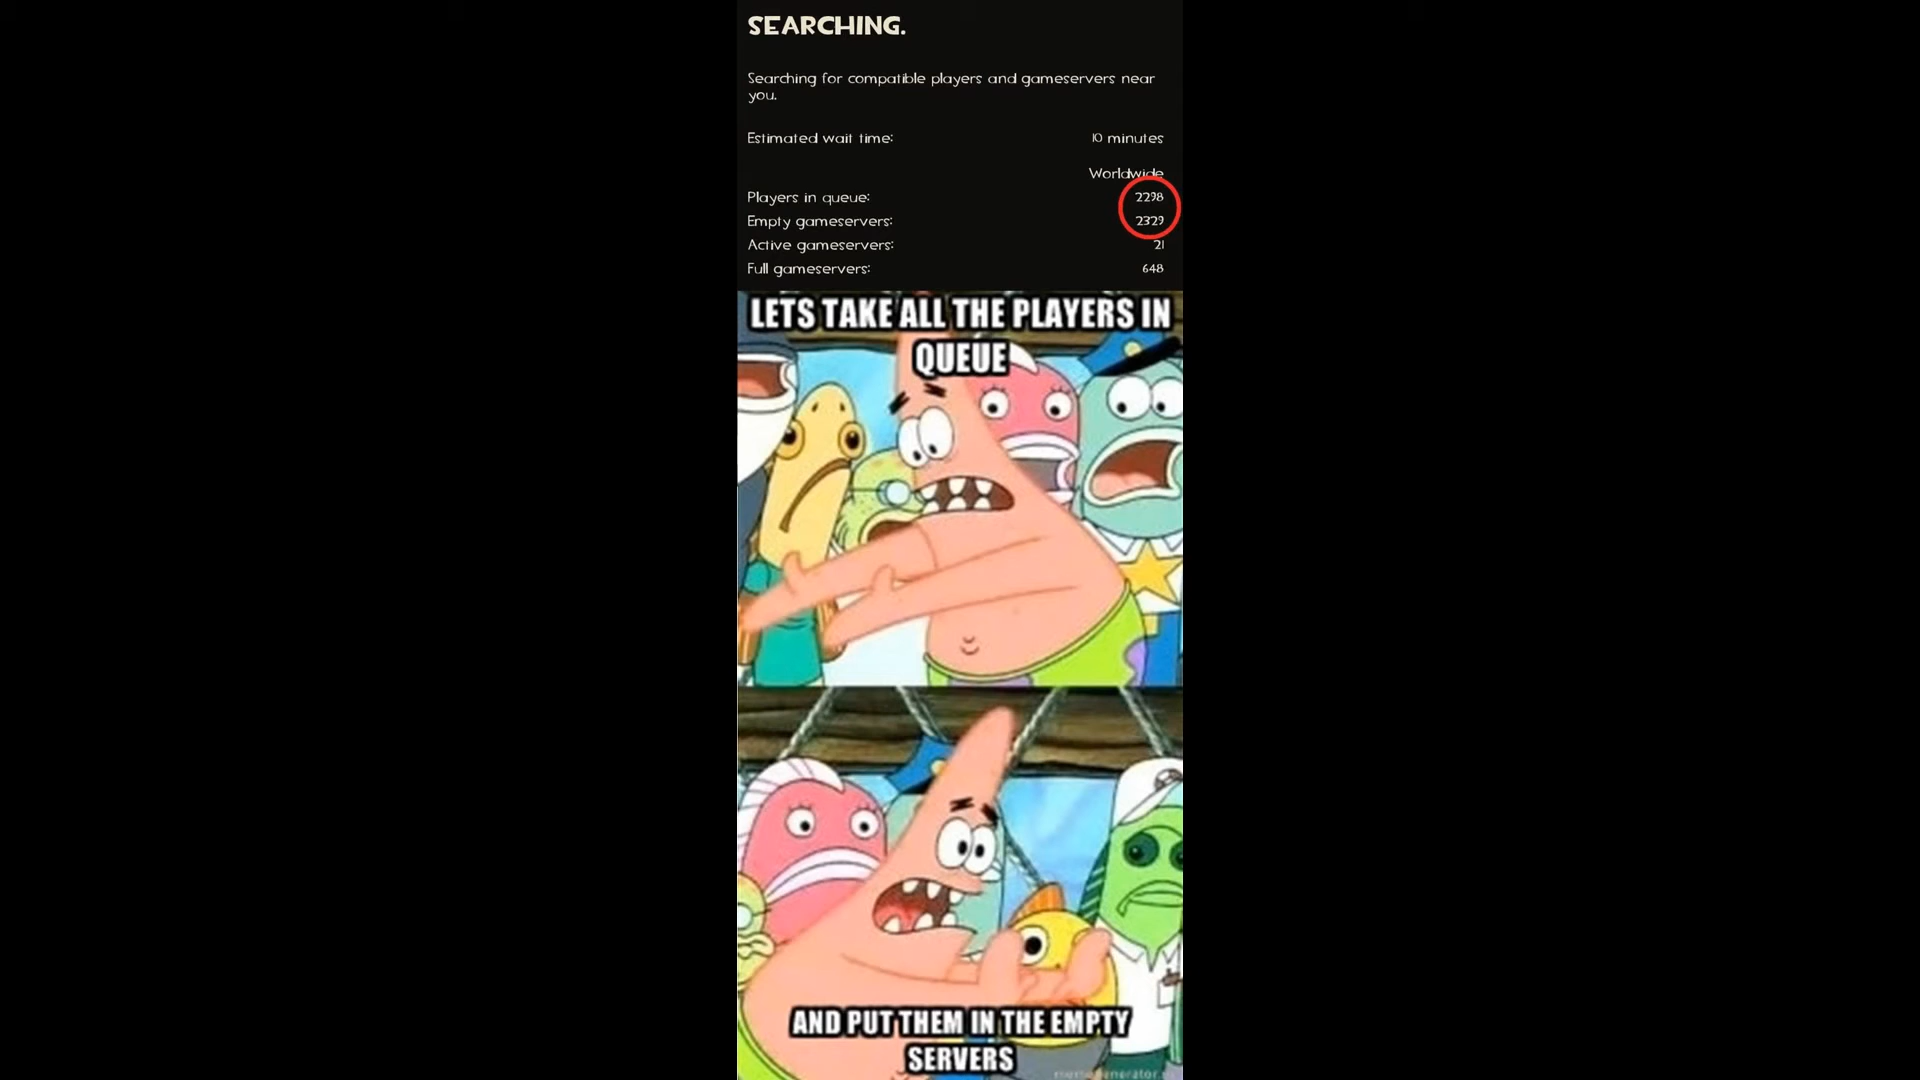 SEARCHING.
Searching for compatible players and gameservers near
you.
Estimated wait time: 10 minutes
Worldwide
Players in queue: 2298
Empty gameservers: 2329
Active gameservers: 21
Full gameservers: 648
LETS TAKE ALL THE PLAYERS IN
QUEUE
AND PUT THEM IN THE EMPTY
SERVERS